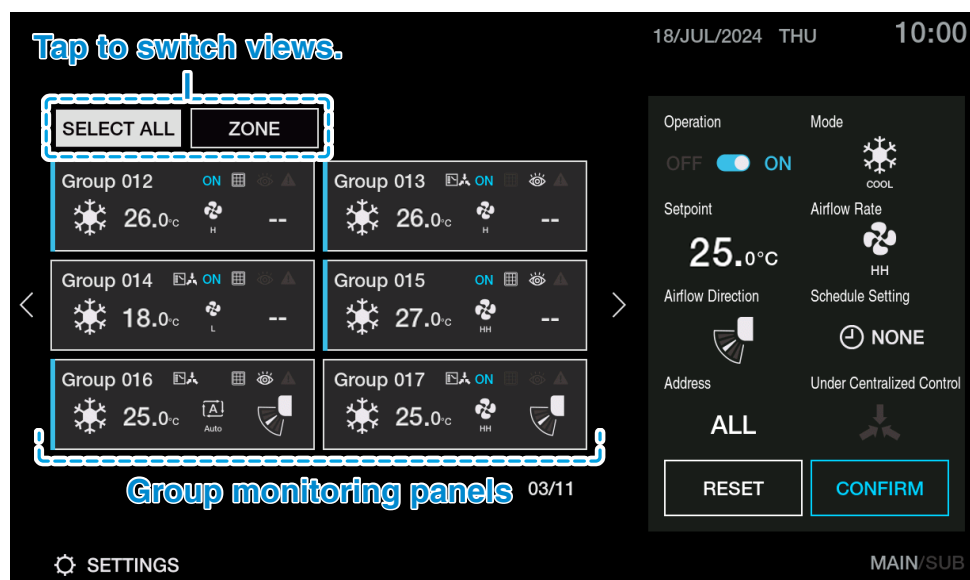 18/JUL/2024 THU 10:00
Tap to switch views.
SELECT ALL ZONE
Group 012 ON
26.0°C H --
Group 013 ON
26.0°C H --
Group 014 ON
18.0°C L --
Group 015 ON
27.0°C HH --
Group 016
25.0°C A Auto
Group 017 ON
25.0°C HH
Group monitoring panels 03/11
Operation Mode
OFF ON
COOL
Setpoint Airflow Rate
25.0°C
HH
Airflow Direction Schedule Setting
NONE
Address Under Centralized Control
ALL
RESET CONFIRM
SETTINGS MAIN/SUB